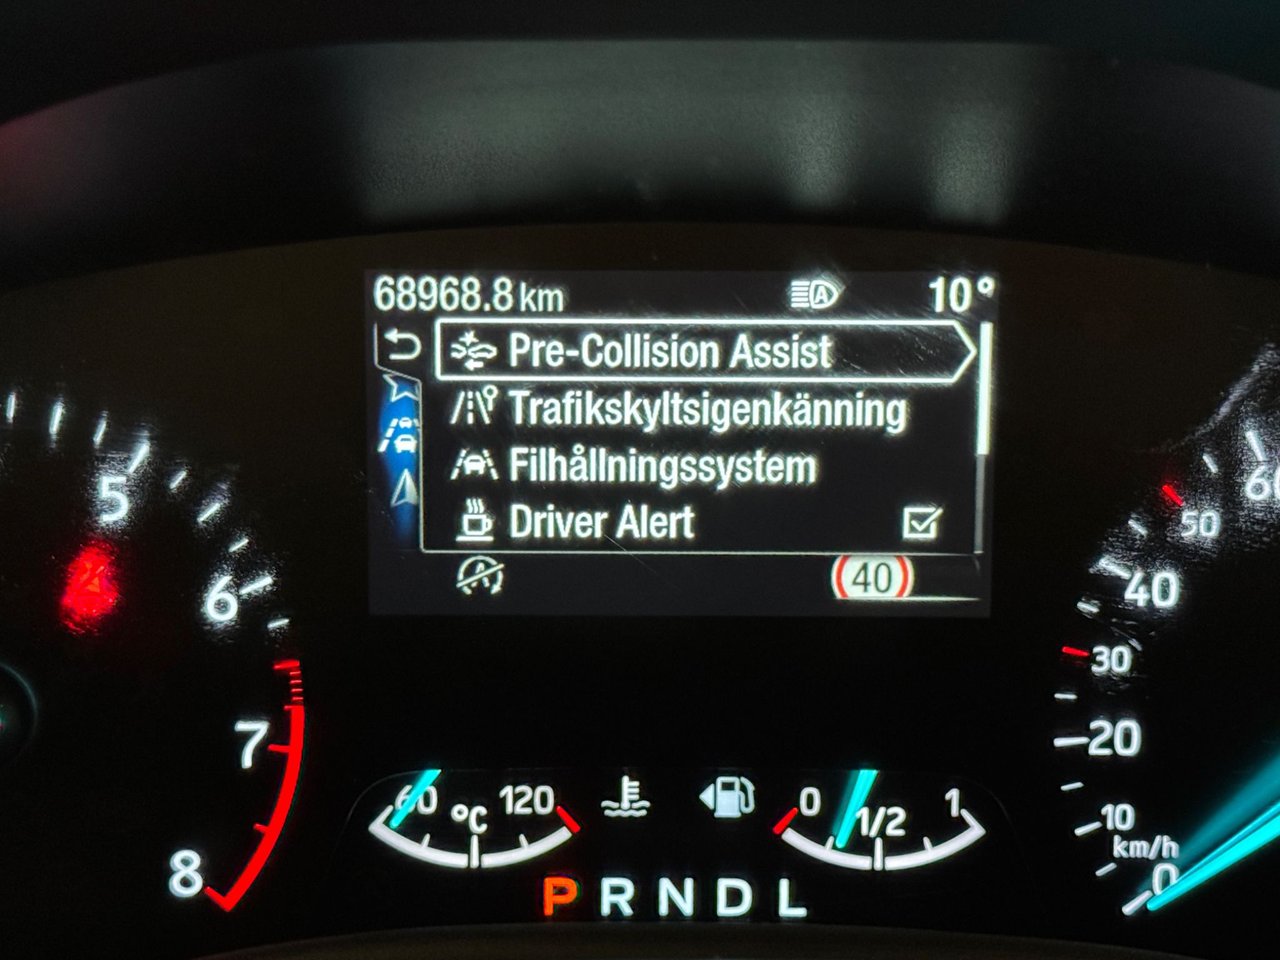 68968.8 km
10°
Pre-Collision Assist
Trafikskyltsigenkänning
Filhållningssystem
Driver Alert
40
5
6
7
8
60
50
40
30
20
10
km/h
0
60
°C
120
0
1/2
1
P R N D L